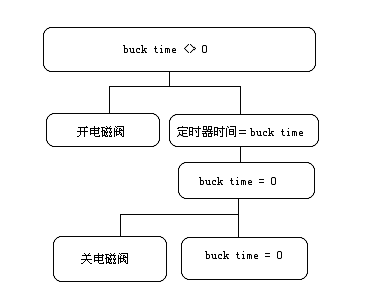 buck time <> 0
开电磁阀
定时器时间＝buck time
buck time = 0
关电磁阀
buck time = 0